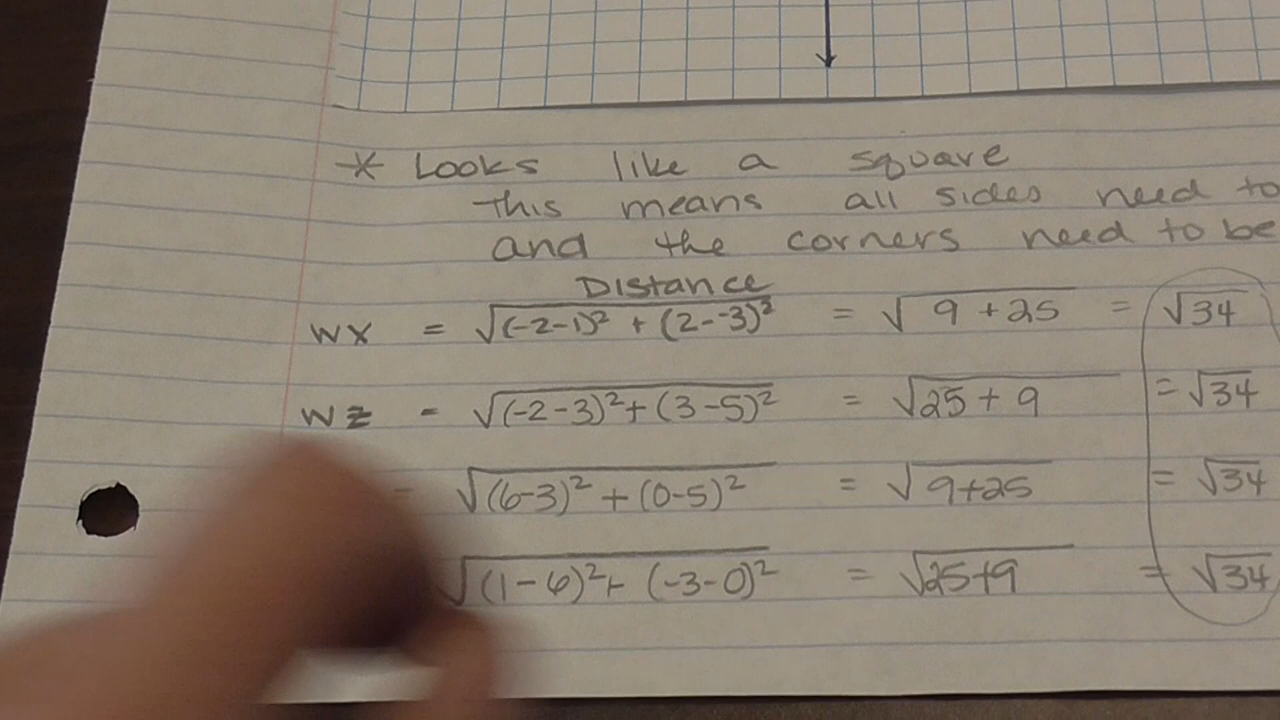 * Looks like a square
this means all sides need to
and the corners need to be
Distance
WX = √(-2-1)² + (2--3)² = √9+25 = √34
WZ = √(-2-3)²+(3-5)² = √25+9 = √34
= √(6-3)²+(0-5)² = √9+25 = √34
√(1-6)²+(-3-0)² = √25+9 = √34